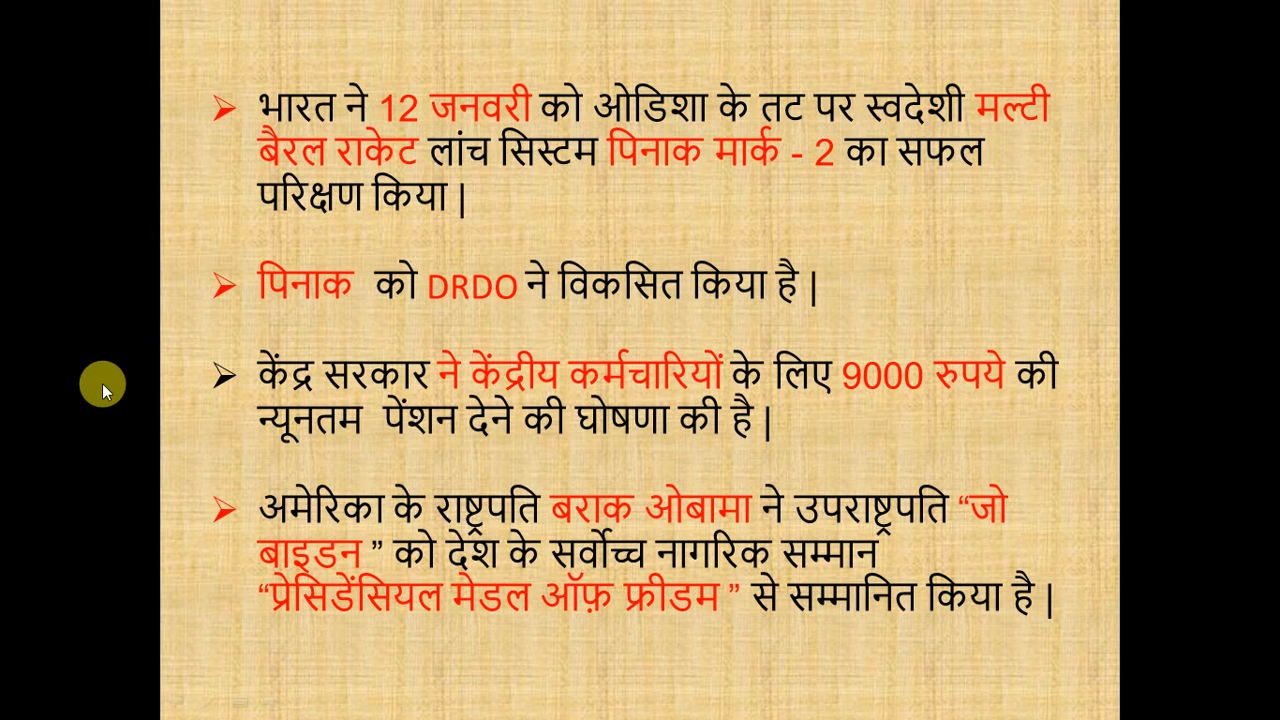 भारत ने 12 जनवरी को ओडिशा के तट पर स्वदेशी मल्टी
बैरल राकेट लांच सिस्टम पिनाक मार्क - 2 का सफल
परिक्षण किया |
पिनाक को DRDO ने विकसित किया है |
केंद्र सरकार ने केंद्रीय कर्मचारियों के लिए 9000 रुपये की
न्यूनतम पेंशन देने की घोषणा की है |
अमेरिका के राष्ट्रपति बराक ओबामा ने उपराष्ट्रपति “जो
बाइडन ” को देश के सर्वोच्च नागरिक सम्मान
“प्रेसिडेंसियल मेडल ऑफ़ फ्रीडम ” से सम्मानित किया है |